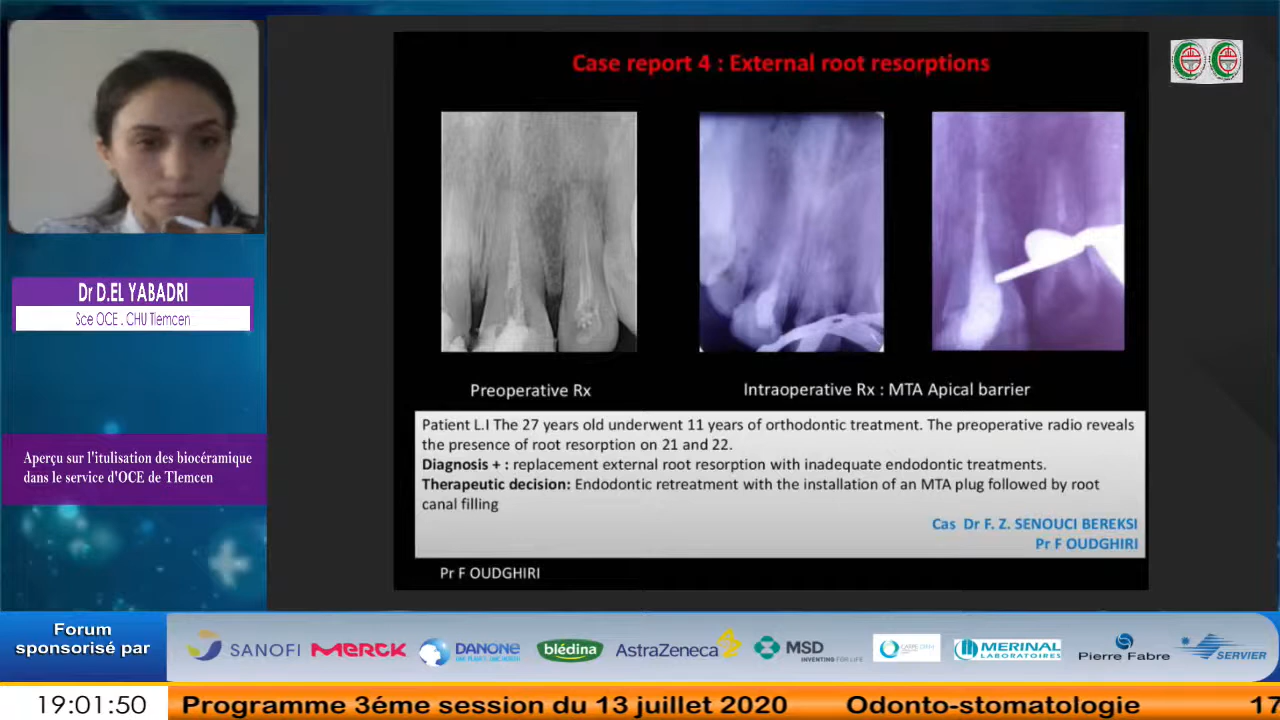 Case report 4 : External root resorptions
Dr D.EL YABADRI
Sce OCE . CHU Tlemcen
Aperçu sur l'itulisation des biocéramique
dans le service d'OCE de Tlemcen
Preoperative Rx
Intraoperative Rx : MTA Apical barrier
Patient L.I The 27 years old underwent 11 years of orthodontic treatment. The preoperative radio reveals
the presence of root resorption on 21 and 22.
Diagnosis + : replacement external root resorption with inadequate endodontic treatments.
Therapeutic decision: Endodontic retreatment with the installation of an MTA plug followed by root
canal filling
Cas Dr F. Z. SENOUCI BEREKSI
Pr F OUDGHIRI
Pr F OUDGHIRI
Forum
sponsorisé par
SANOFI
MERCK
DANONE
blédina
AstraZeneca
MSD
INVENTING FOR LIFE
MERINAL
LABORATOIRES
Pierre Fabre
SERVIER
19:01:50
Programme 3éme session du 13 juillet 2020 Odonto-stomatologie 17